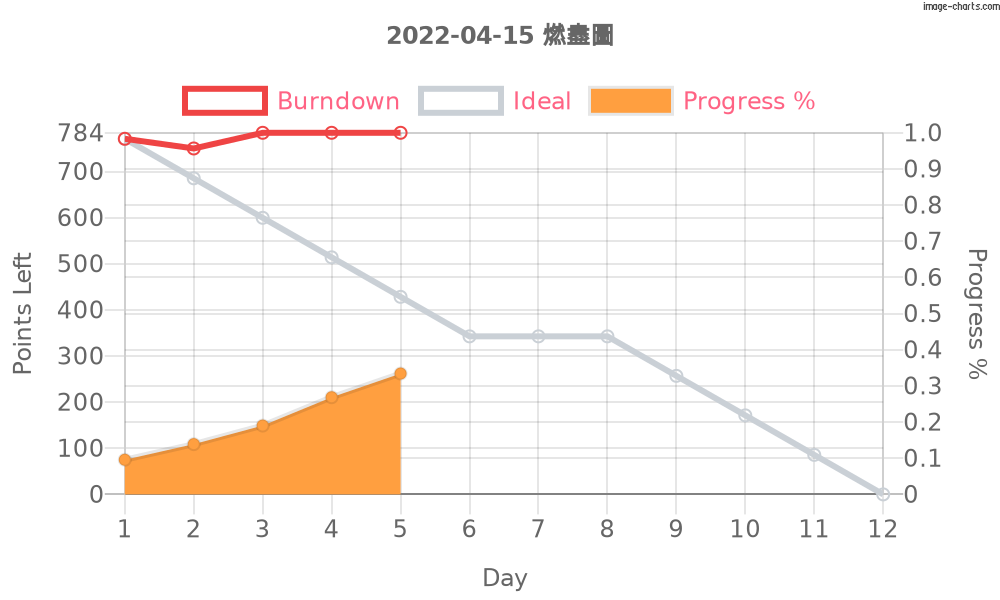 image-charts.com
2022-04-15 燃盡圖
Burndown Ideal Progress %
784 1.0
700 0.9
600 0.8
500 0.7
400 0.6
300 0.5
200 0.4
100 0.3
0 0.2
0.1
0
Points Left
Progress %
1 2 3 4 5 6 7 8 9 10 11 12
Day